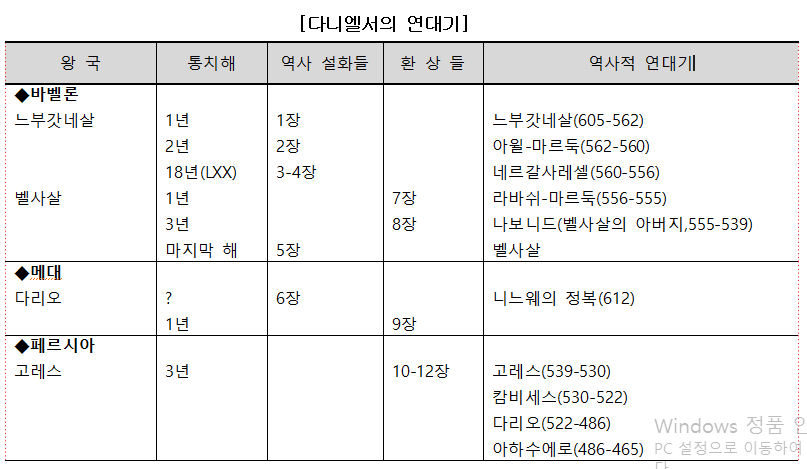 [다니엘서의 연대기]
왕 국 통치해 역사 설화들 환 상 들 역사적 연대기
◆바벨론
느부갓네살 1년 1장 느부갓네살(605-562)
2년 2장 아윌-마르둑(562-560)
18년(LXX) 3-4장 네르갈사레셀(560-556)
벨사살 1년 7장 라바쉬-마르둑(556-555)
3년 8장 나보니드(벨사살의 아버지,555-539)
마지막 해 5장 벨사살
◆메대
다리오 ? 6장 니느웨의 정복(612)
1년 9장
◆페르시아
고레스 3년 10-12장 고레스(539-530)
캄비세스(530-522)
다리오(522-486)
아하수에로(486-465)
Windows 정품
PC 설정으로 이동하여